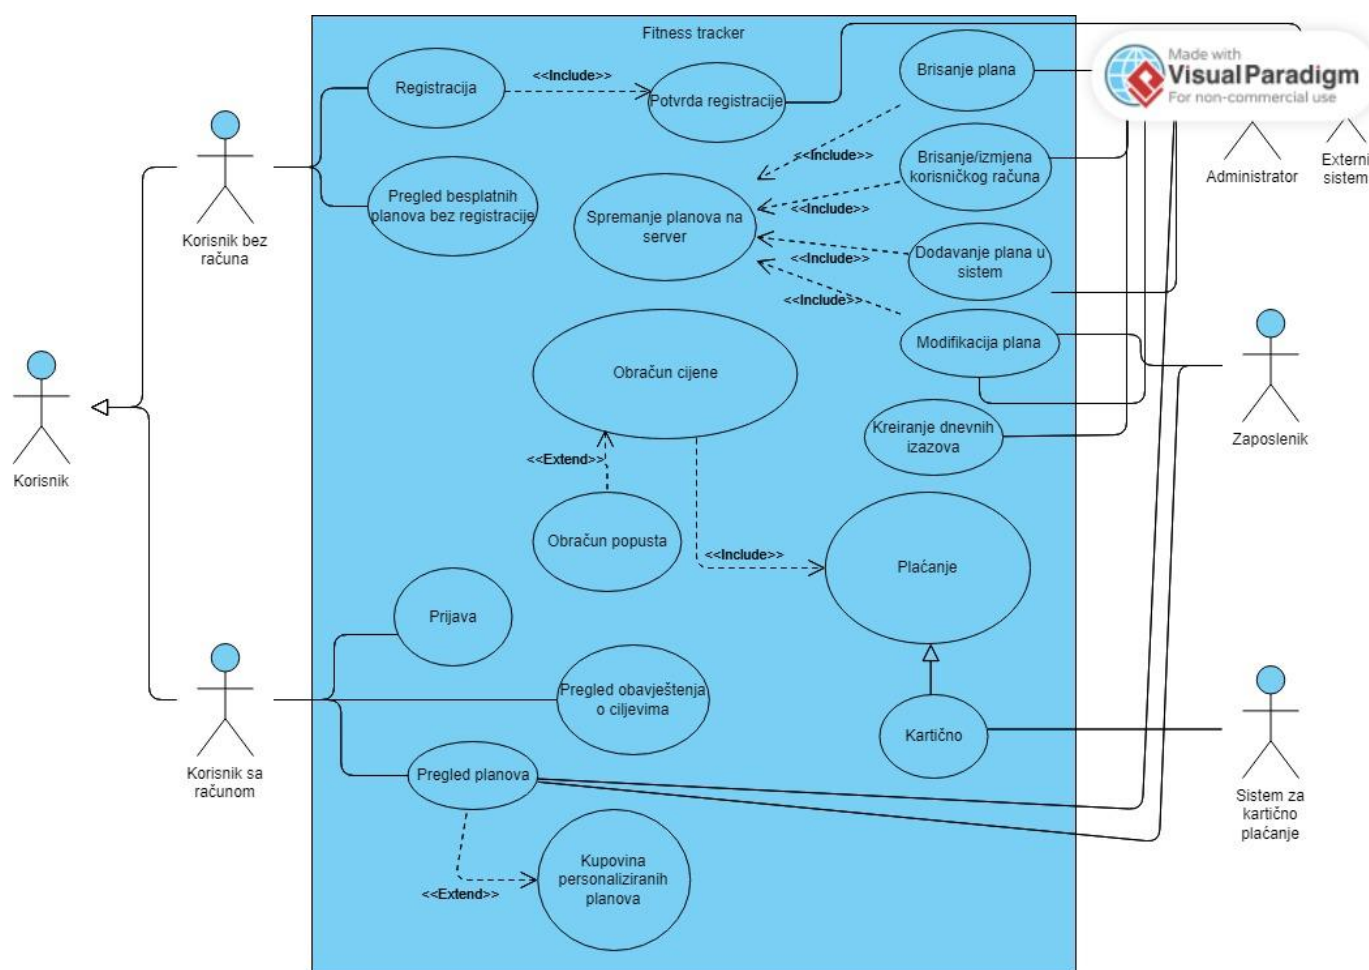 Fitness tracker
Made with
Visual Paradigm
For non-commercial use
Registracija
<<Include>>
Potvrda registracije
Brisanje plana
<<Include>>
Brisanje/izmjena
korisničkog računa
Administrator
Externi
sistem
Pregled besplatnih
planova bez registracije
Spremanje planova na
server
<<Include>>
Korisnik bez
računa
Dodavanje plana u
sistem
<<Include>>
<<Include>>
Modifikacija plana
Obračun cijene
Kreiranje dnevnih
izazova
Zaposlenik
<<Extend>>
Korisnik
Obračun popusta
<<Include>>
Plaćanje
Prijava
Pregled obavještenja
o ciljevima
Kartično
Korisnik sa
računom
Pregled planova
Sistem za
kartično
plaćanje
<<Extend>>
Kupovina
personaliziranih
planova